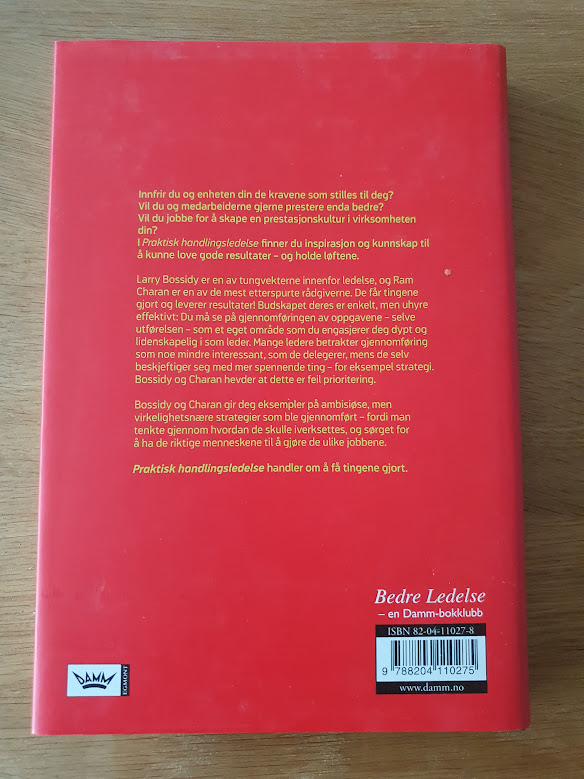 Innfrir du og enheten din de kravene som stilles til deg?
Vil du og medarbeiderne gjerne prestere enda bedre?
Vil du jobbe for å skape en prestasjonskultur i virksomheten
din?
I Praktisk handlingsledelse finner du inspirasjon og kunnskap til
å kunne love gode resultater – og holde løftene.
Larry Bossidy er en av tungvekterne innenfor ledelse, og Ram
Charan er en av de mest etterspurte rådgiverne. De får tingene
gjort og leverer resultater! Budskapet deres er enkelt, men uhyre
effektivt: Du må se på gjennomføringen av oppgavene – selve
utførelsen – som et eget område som du engasjerer deg dypt og
lidenskapelig i som leder. Mange ledere betrakter gjennomføring
som noe mindre interessant, som de delegerer, mens de selv
beskjeftiger seg med mer spennende ting – for eksempel strategi.
Bossidy og Charan hevder at dette er feil prioritering.
Bossidy og Charan gir deg eksempler på ambisiøse, men
virkelighetsnære strategier som ble gjennomført – fordi man
tenkte gjennom hvordan de skulle iverksettes, og sørget for
å ha de riktige menneskene til å gjøre de ulike jobbene.
Praktisk handlingsledelse handler om å få tingene gjort.
Bedre Ledelse
– en Damm-bokklubb
ISBN 82-04-11027-8
9 788204 110275
www.damm.no
DAMM
EGMONT